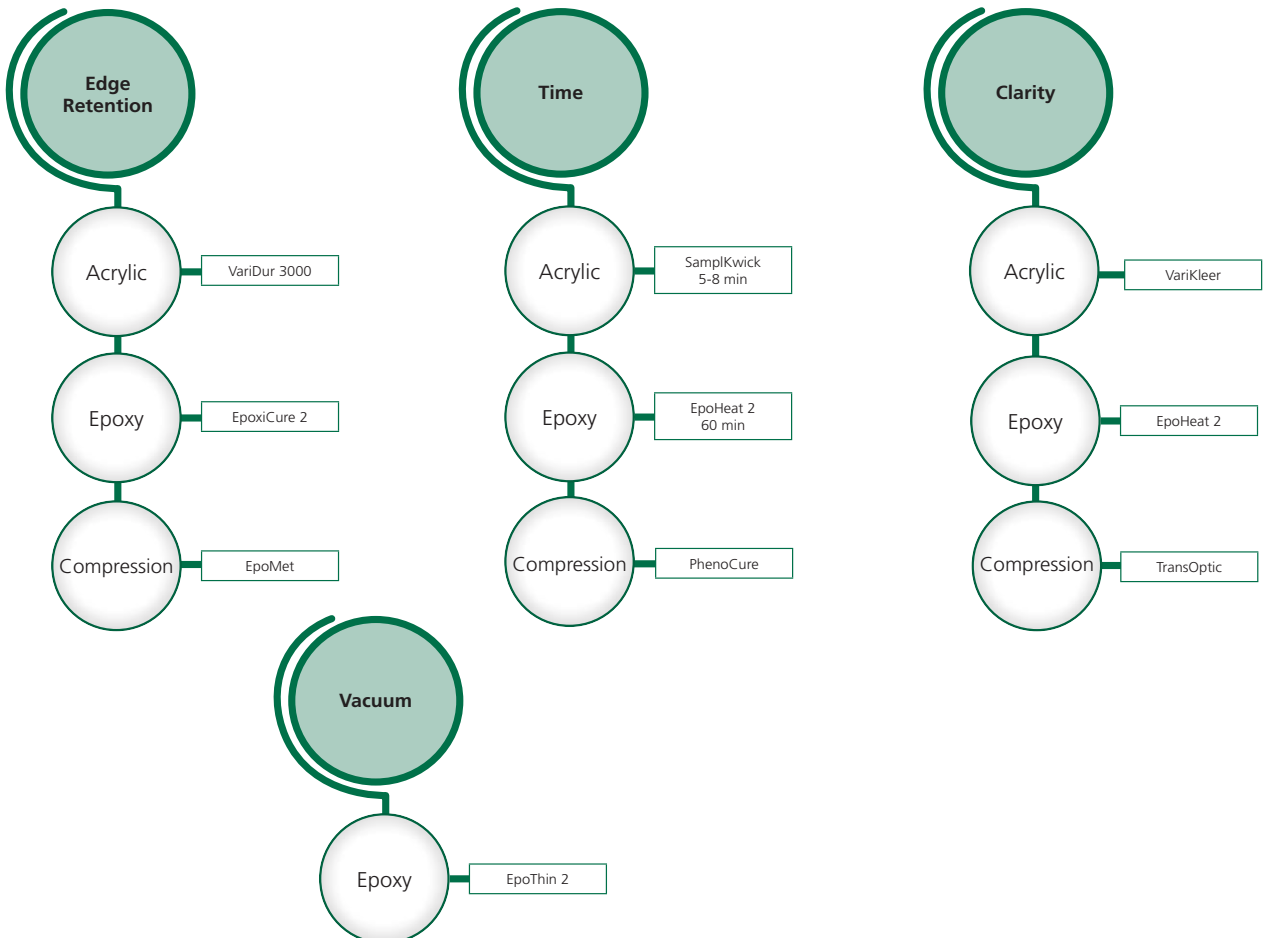 Edge
Retention
Acrylic
VariDur 3000
Epoxy
EpoxiCure 2
Compression
EpoMet
Time
Acrylic
SamplKwick
5-8 min
Epoxy
EpoHeat 2
60 min
Compression
PhenoCure
Clarity
Acrylic
VariKleer
Epoxy
EpoHeat 2
Compression
TransOptic
Vacuum
Epoxy
EpoThin 2